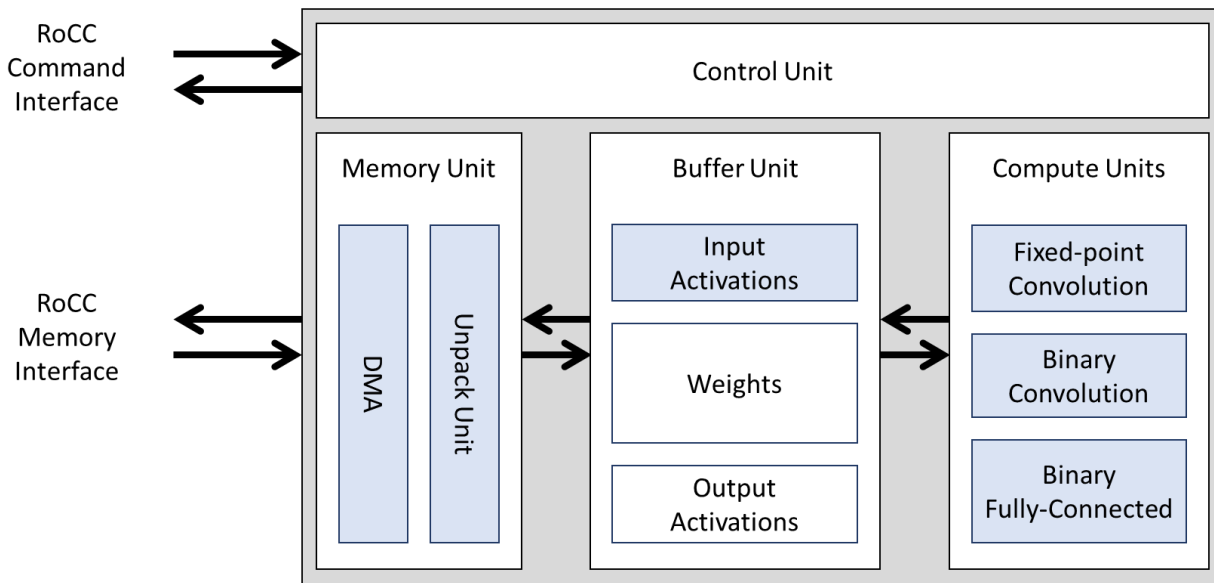 RoCC
Command
Interface
Control Unit
Memory Unit
Buffer Unit
Compute Units
RoCC
Memory
Interface
DMA
Unpack Unit
Input
Activations
Weights
Output
Activations
Fixed-point
Convolution
Binary
Convolution
Binary
Fully-Connected